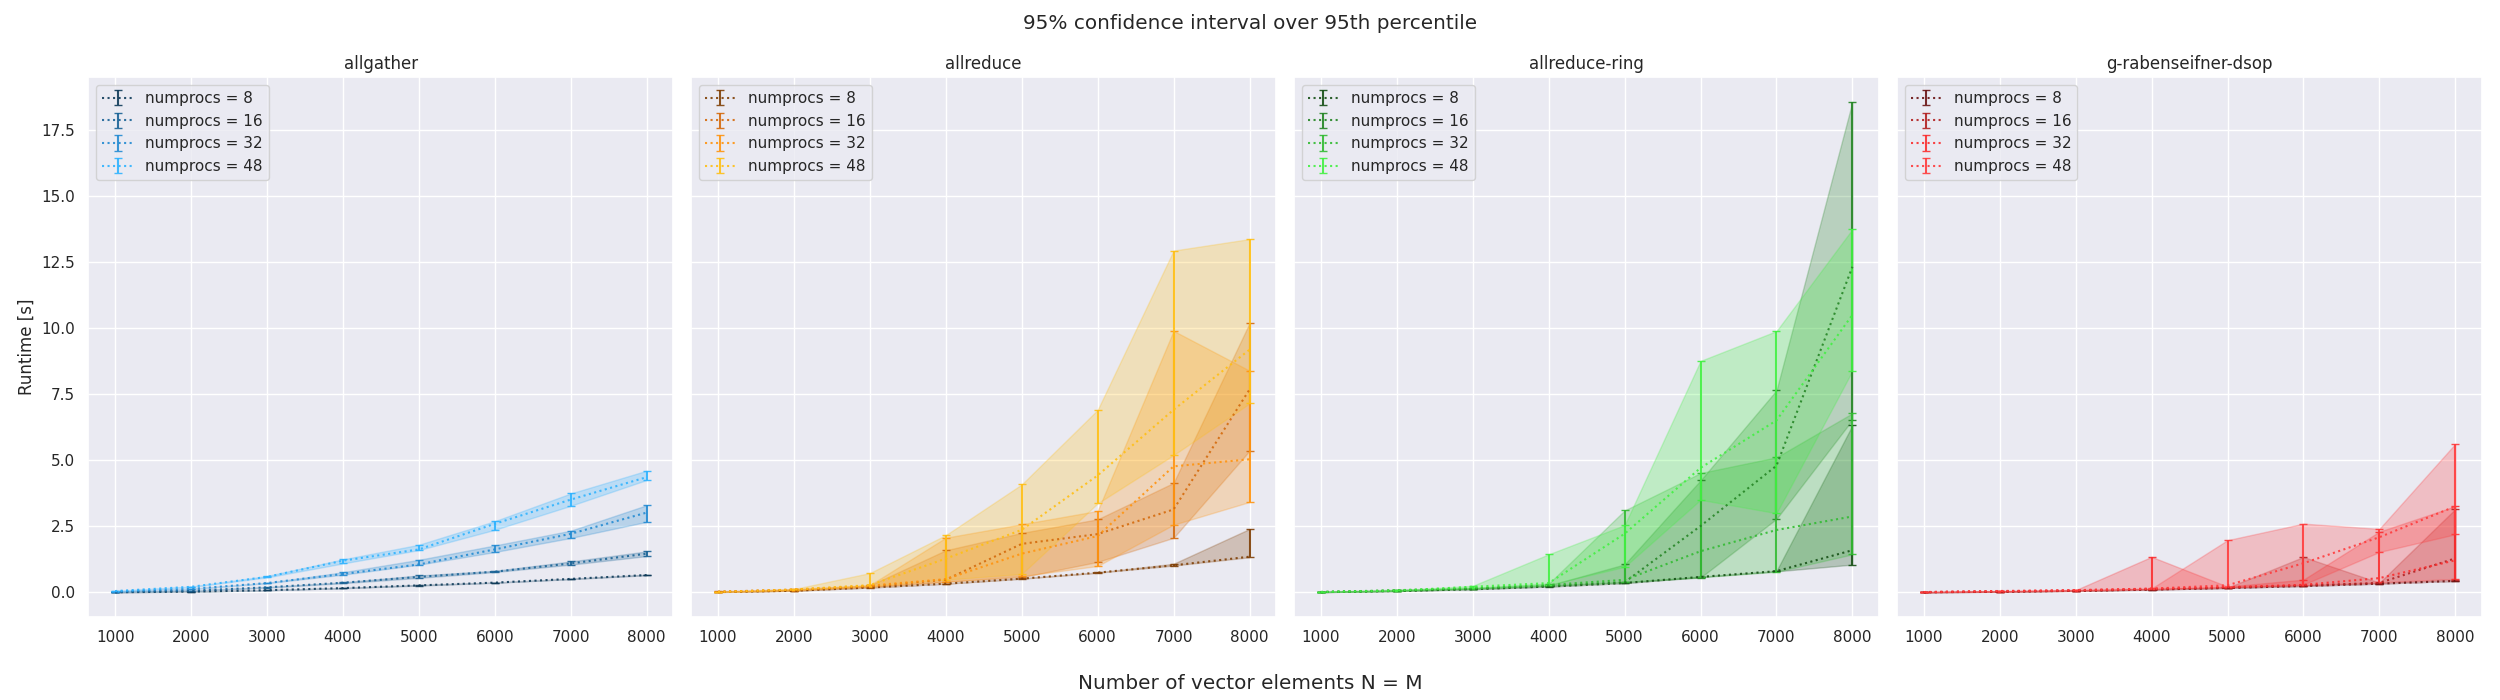 95% confidence interval over 95th percentile
allgather
allreduce
allreduce-ring
g-rabenseifner-dsop
numprocs = 8
numprocs = 16
numprocs = 32
numprocs = 48
numprocs = 8
numprocs = 16
numprocs = 32
numprocs = 48
numprocs = 8
numprocs = 16
numprocs = 32
numprocs = 48
numprocs = 8
numprocs = 16
numprocs = 32
numprocs = 48
Runtime [s]
17.5
15.0
12.5
10.0
7.5
5.0
2.5
0.0
1000 2000 3000 4000 5000 6000 7000 8000
1000 2000 3000 4000 5000 6000 7000 8000
1000 2000 3000 4000 5000 6000 7000 8000
1000 2000 3000 4000 5000 6000 7000 8000
Number of vector elements N = M